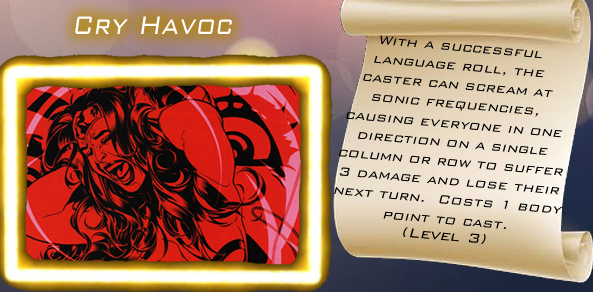 Cry Havoc
With a successful
language roll, the
caster can scream at
sonic frequencies,
causing everyone in one
direction on a single
column or row to suffer
3 damage and lose their
next turn. Costs 1 body
point to cast.
(Level 3)